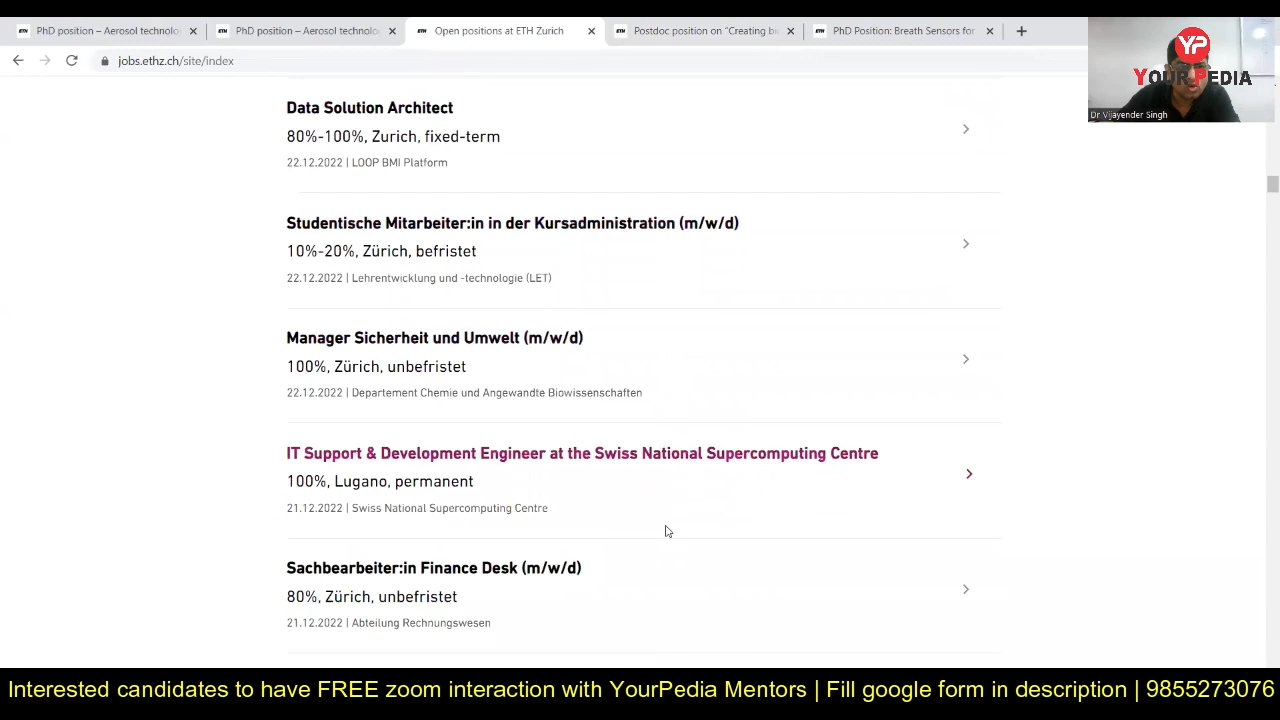 PhD position – Aerosol technolo
PhD position – Aerosol technolo
Open positions at ETH Zurich
Postdoc position on "Creating bi
PhD Position: Breath Sensors for
jobs.ethz.ch/site/index
YP
YOUR PEDIA
Dr Vijayender Singh
Data Solution Architect
80%-100%, Zurich, fixed-term
22.12.2022 | LOOP BMI Platform
Studentische Mitarbeiter:in in der Kursadministration (m/w/d)
10%-20%, Zürich, befristet
22.12.2022 | Lehrentwicklung und -technologie (LET)
Manager Sicherheit und Umwelt (m/w/d)
100%, Zürich, unbefristet
22.12.2022 | Departement Chemie und Angewandte Biowissenschaften
IT Support & Development Engineer at the Swiss National Supercomputing Centre
100%, Lugano, permanent
21.12.2022 | Swiss National Supercomputing Centre
Sachbearbeiter:in Finance Desk (m/w/d)
80%, Zürich, unbefristet
21.12.2022 | Abteilung Rechnungswesen
Interested candidates to have FREE zoom interaction with YourPedia Mentors | Fill google form in description | 9855273076